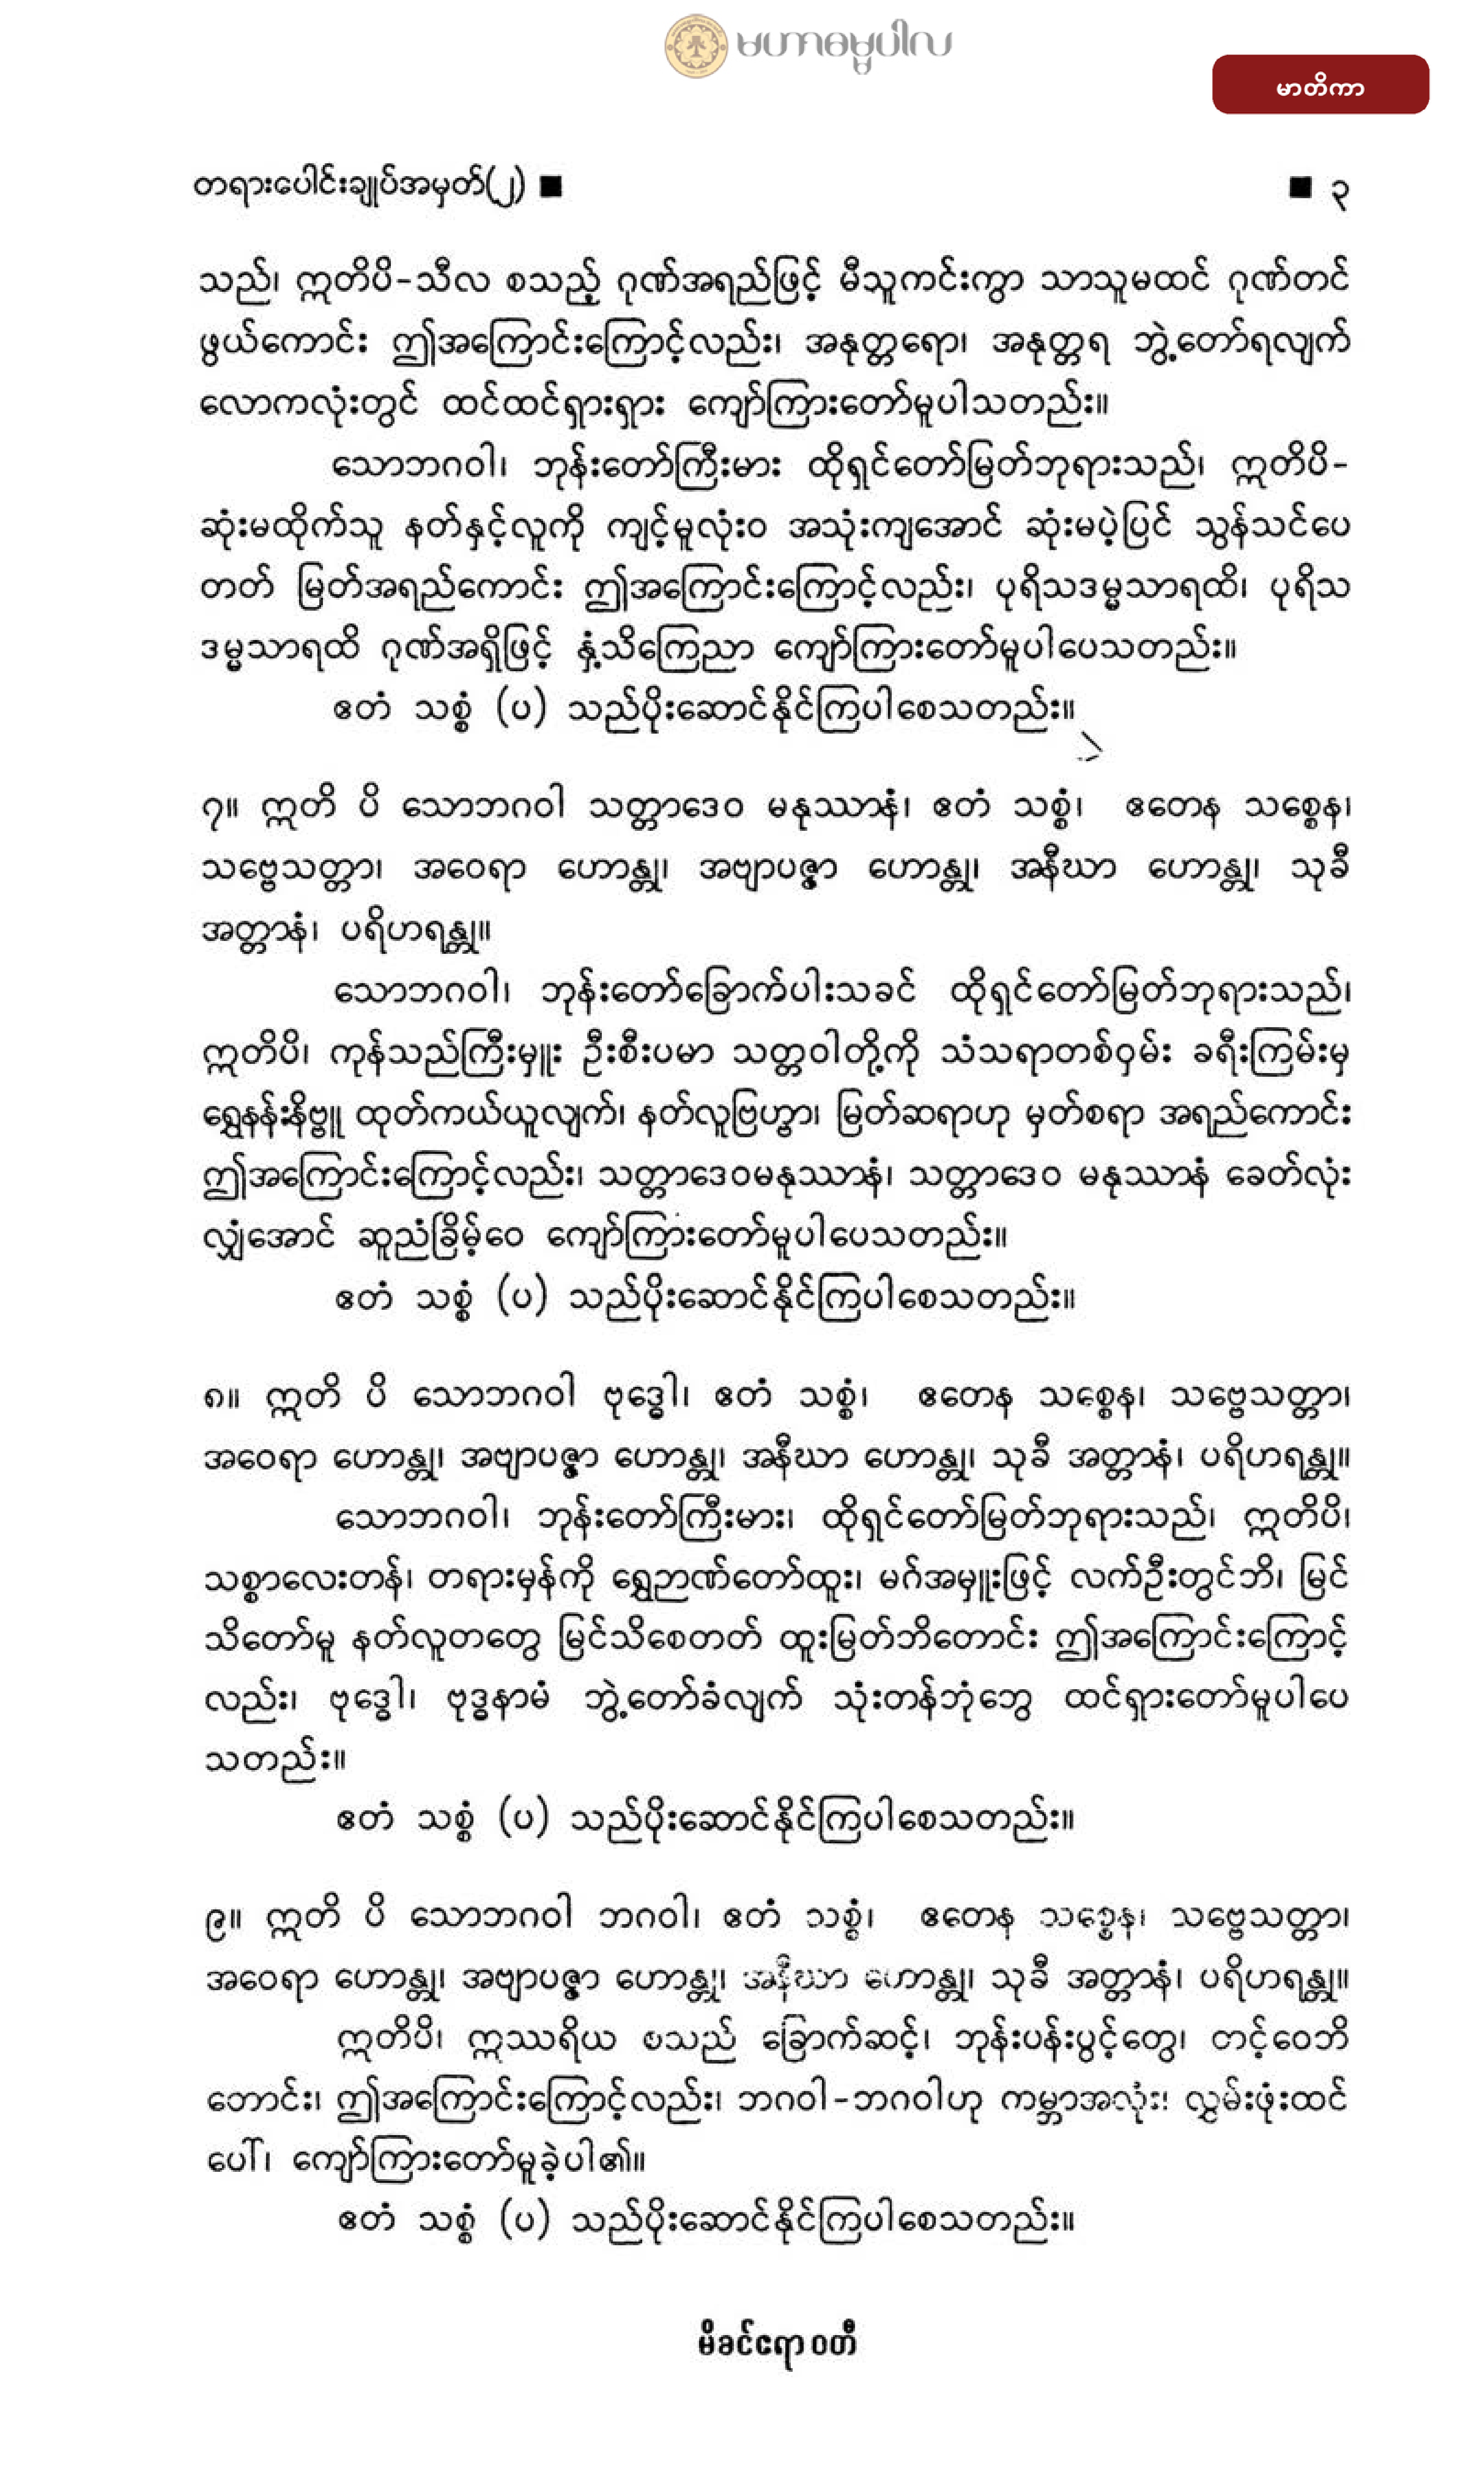 မဟာဓမ္မပါလ
မာတိကာ
တရားပေါင်းချုပ်အမှတ်(၂) ■ ■ ၃
သည်၊ ဣတိပိ-သီလ စသည့် ဂုဏ်အရည်ဖြင့် မီသူကင်းကွာ သာသူမထင် ဂုဏ်တင်
ဖွယ်ကောင်း ဤအကြောင်းကြောင့်လည်း၊ အနုတ္တရော၊ အနုတ္တရ ဘွဲ့တော်ရလျက်
လောကလုံးတွင် ထင်ထင်ရှားရှား ကျော်ကြားတော်မူပါသတည်း။
သောဘဂဝါ၊ ဘုန်းတော်ကြီးမား ထိုရှင်တော်မြတ်ဘုရားသည်၊ ဣတိပိ-
ဆုံးမထိုက်သူ နတ်နှင့်လူကို ကျင့်မူလုံးဝ အသုံးကျအောင် ဆုံးမပဲ့ပြင် သွန်သင်ပေ
တတ် မြတ်အရည်ကောင်း ဤအကြောင်းကြောင့်လည်း၊ ပုရိသဒမ္မသာရထိ၊ ပုရိသ
ဒမ္မသာရထိ ဂုဏ်အရှိဖြင့် နှံ့သိကြေညာ ကျော်ကြားတော်မူပါပေသတည်း။
ဧတံ သစ္စံ (ပ) သည်ပိုးဆောင်နိုင်ကြပါစေသတည်း။
၇။ ဣတိ ပိ သောဘဂဝါ သတ္တာဒေဝ မနုဿာနံ၊ ဧတံ သစ္စံ၊ ဧတေန သစ္စေန၊
သဗ္ဗေသတ္တာ၊ အဝေရာ ဟောန္တု၊ အဗျာပဇ္ဇာ ဟောန္တု၊ အနီဃာ ဟောန္တု၊ သုခီ
အတ္တာနံ၊ ပရိဟရန္တု။
သောဘဂဝါ၊ ဘုန်းတော်ခြောက်ပါးသခင် ထိုရှင်တော်မြတ်ဘုရားသည်၊
ဣတိပိ၊ ကုန်သည်ကြီးမှူး ဦးစီးပမာ သတ္တဝါတို့ကို သံသရာတစ်ဝှမ်း ခရီးကြမ်းမှ
ရွှေနန်းနိဗ္ဗူ ထုတ်ကယ်ယူလျက်၊ နတ်လူဗြဟ္မာ၊ မြတ်ဆရာဟု မှတ်စရာ အရည်ကောင်း
ဤအကြောင်းကြောင့်လည်း၊ သတ္တာဒေဝမနုဿာနံ၊ သတ္တာဒေဝ မနုဿာနံ ခေတ်လုံး
လျှံအောင် ဆူညံခြိမ့်ဝေ ကျော်ကြားတော်မူပါပေသတည်း။
ဧတံ သစ္စံ (ပ) သည်ပိုးဆောင်နိုင်ကြပါစေသတည်း။
၈။ ဣတိ ပိ သောဘဂဝါ ဗုဒ္ဓေါ၊ ဧတံ သစ္စံ၊ ဧတေန သစ္စေန၊ သဗ္ဗေသတ္တာ၊
အဝေရာ ဟောန္တု၊ အဗျာပဇ္ဇာ ဟောန္တု၊ အနီဃာ ဟောန္တု၊ သုခီ အတ္တာနံ၊ ပရိဟရန္တု။
သောဘဂဝါ၊ ဘုန်းတော်ကြီးမား၊ ထိုရှင်တော်မြတ်ဘုရားသည်၊ ဣတိပိ၊
သစ္စာလေးတန်၊ တရားမှန်ကို ရွှေဉာဏ်တော်ထူး၊ မဂ်အမှူးဖြင့် လက်ဦးတွင်ဘိ၊ မြင်
သိတော်မူ နတ်လူတတွေ မြင်သိစေတတ် ထူးမြတ်ဘိတောင်း ဤအကြောင်းကြောင့်
လည်း၊ ဗုဒ္ဓေါ၊ ဗုဒ္ဓနာမံ ဘွဲ့တော်ခံလျက် သုံးတန်ဘုံဘွေ ထင်ရှားတော်မူပါပေ
သတည်း။
ဧတံ သစ္စံ (ပ) သည်ပိုးဆောင်နိုင်ကြပါစေသတည်း။
၉။ ဣတိ ပိ သောဘဂဝါ ဘဂဝါ၊ ဧတံ သစ္စံ၊ ဧတေန သစ္စေန၊ သဗ္ဗေသတ္တာ၊
အဝေရာ ဟောန္တု၊ အဗျာပဇ္ဇာ ဟောန္တု၊ အနီဃာ ဟောန္တု၊ သုခီ အတ္တာနံ၊ ပရိဟရန္တု။
ဣတိပိ၊ ဣဿရိယ စသည် ခြောက်ဆင့်၊ ဘုန်းပန်းပွင့်တွေ၊ တင့်ဝေဘိ
တောင်း၊ ဤအကြောင်းကြောင့်လည်း၊ ဘဂဝါ-ဘဂဝါဟု ကမ္ဘာအလုံး၊ လွှမ်းဖုံးထင်
ပေါ်၊ ကျော်ကြားတော်မူခဲ့ပါ၏။
ဧတံ သစ္စံ (ပ) သည်ပိုးဆောင်နိုင်ကြပါစေသတည်း။
မိခင်ဧရာဝတီ